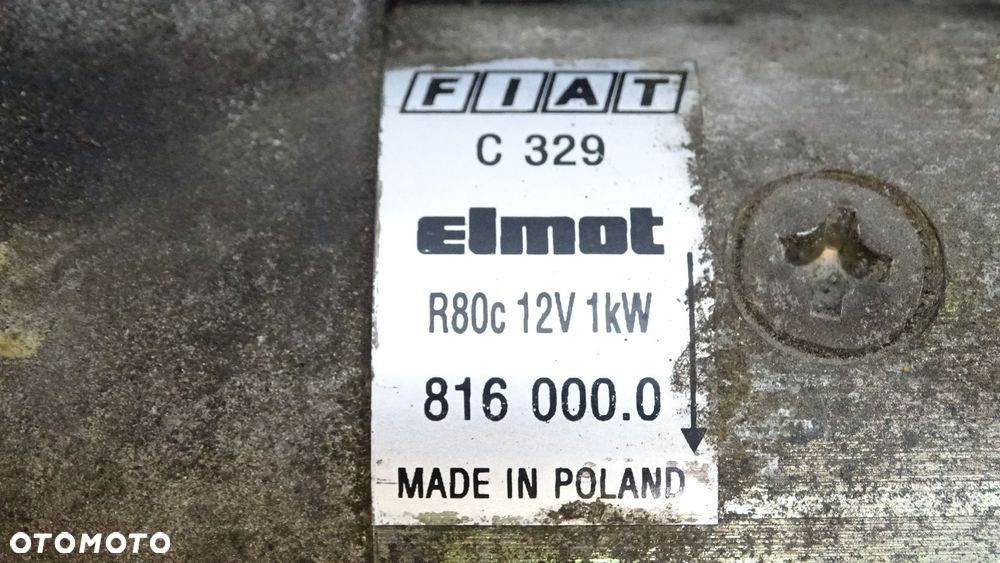 FIAT
C 329
elmot
R80c 12V 1kW
816 000.0
MADE IN POLAND
OTOMOTO